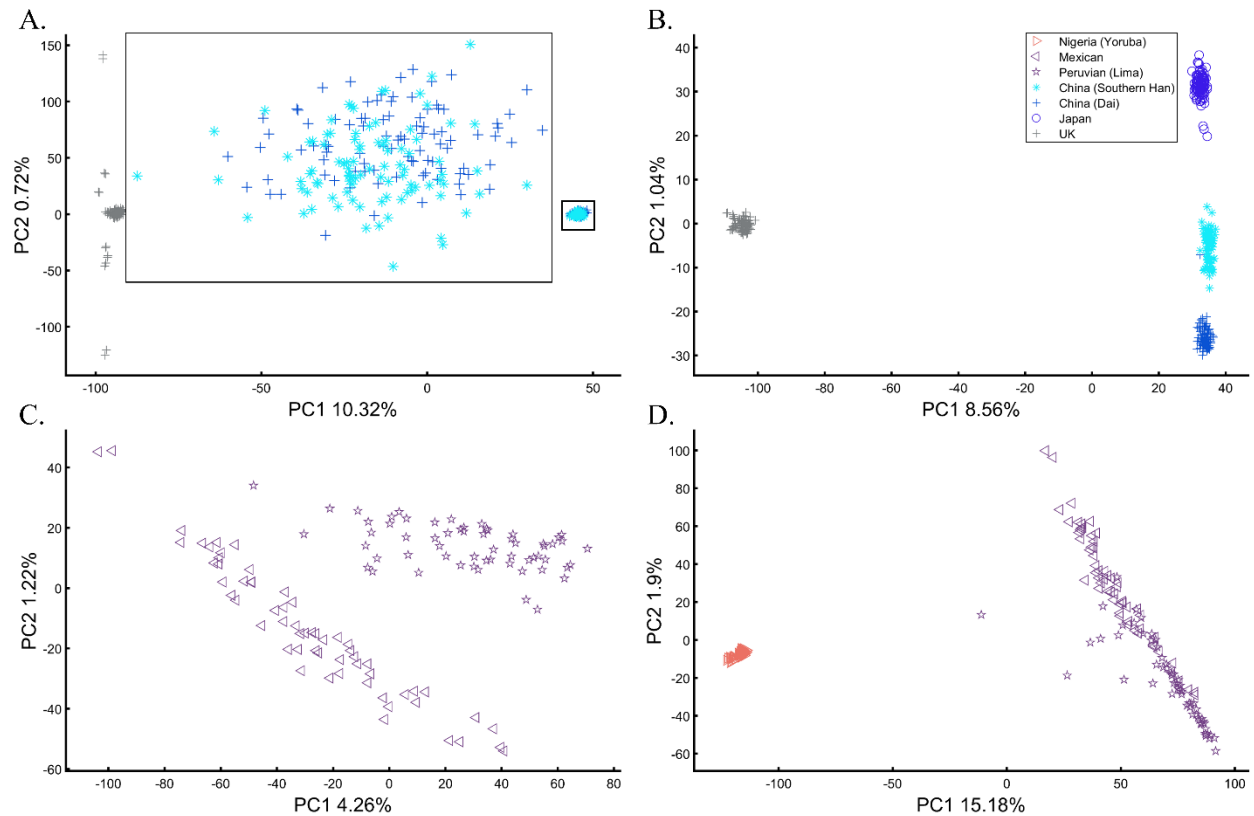 A.
150
100
50
0
-50
-100
PC2 0.72%
-100
-50
0
50
PC1 10.32%
B.
40
30
20
10
0
-10
-20
-30
PC2 1.04%
-100
-80
-60
-40
-20
0
20
40
PC1 8.56%
Nigeria (Yoruba)
Mexican
Peruvian (Lima)
China (Southern Han)
China (Dai)
Japan
UK
C.
40
20
0
-20
-40
-60
PC2 1.22%
-100
-80
-60
-40
-20
0
20
40
60
80
PC1 4.26%
D.
100
80
60
40
20
0
-20
-40
-60
PC2 1.9%
-100
-50
0
50
100
PC1 15.18%